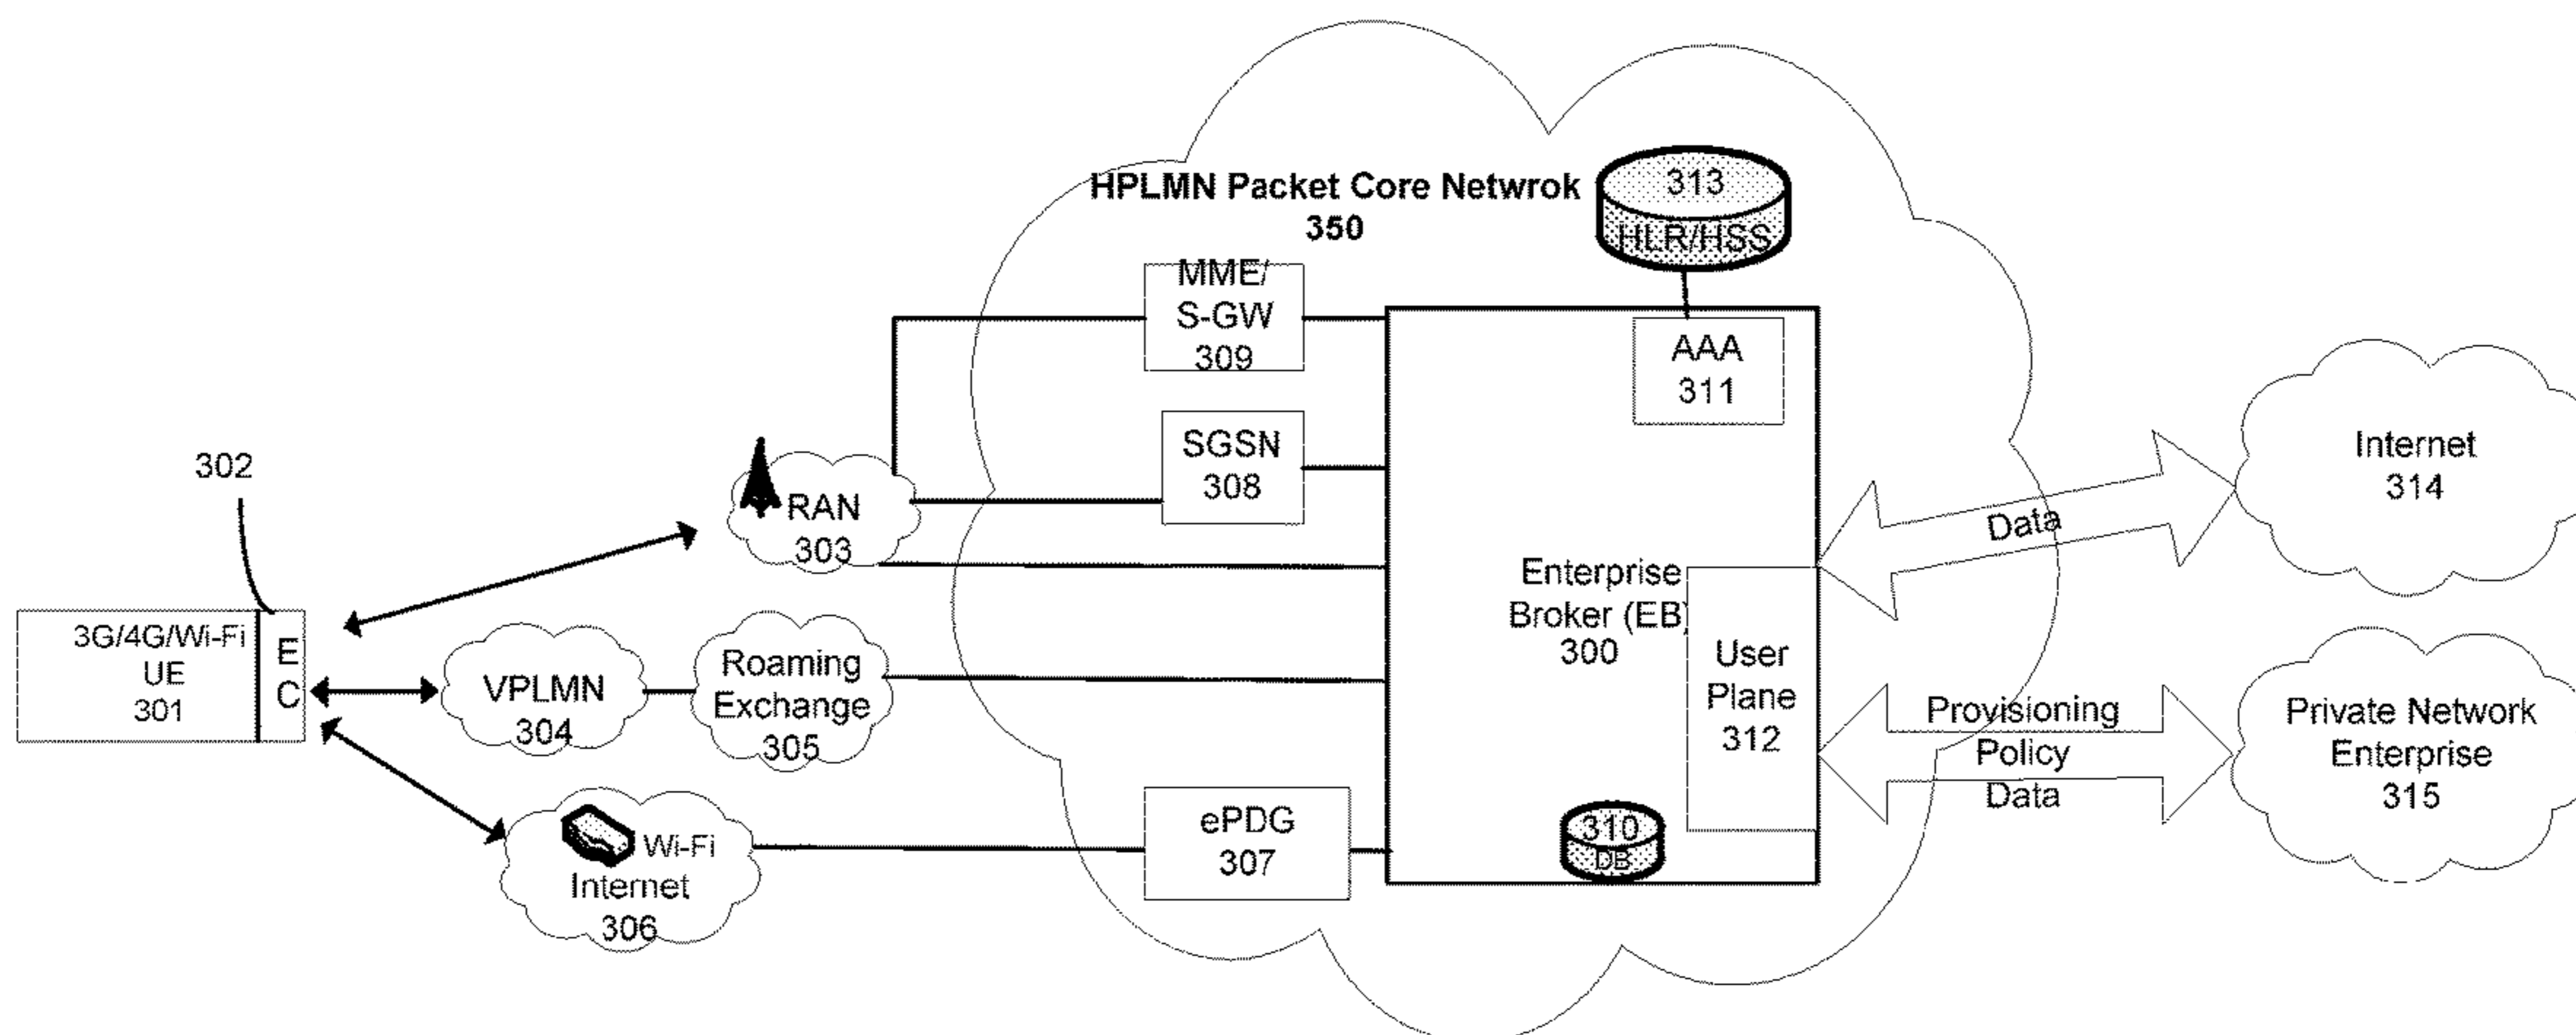 HPLMN Packet Core Netwrok
350
313
HLR/HSS
MME/
S-GW
309
AAA
311
SGSN
308
302
RAN
303
Internet
314
Data
Enterprise
Broker (EB)
300
3G/4G/Wi-Fi
UE
301
E
C
VPLMN
304
Roaming
Exchange
305
User
Plane
312
Provisioning
Policy
Data
Private Network
Enterprise
315
Wi-Fi
Internet
306
ePDG
307
310
DB